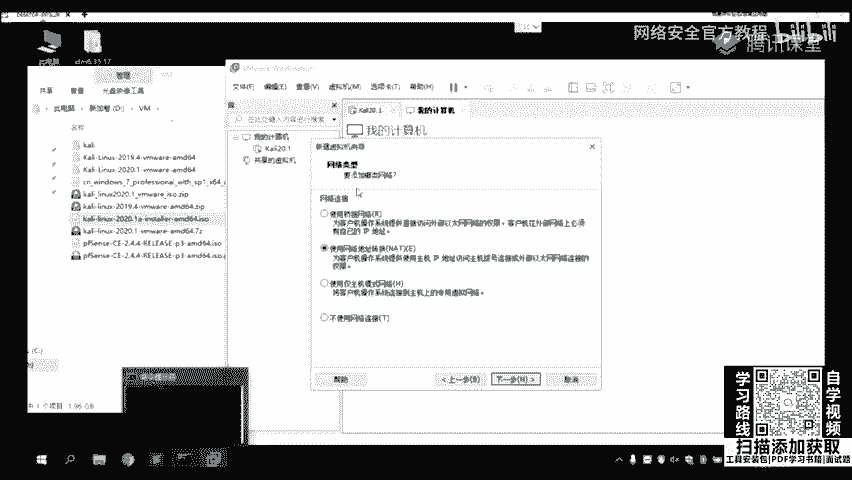 网络安全官方教程
腾讯课堂
idm6.35.17
管理
共享
查看
光盘映像工具
此电脑 › 新加卷 (D:) › VM ›
名称
kali
Kali-Linux-2019.4-vmware-amd64
Kali-Linux-2020.1-vmware-amd64
cn_windows_7_professional_with_sp1_x64_
kali_linux2020.1_vmware_iso.zip
kali-linux-2019.4-vmware-amd64.zip
kali-linux-2020.1a-installer-amd64.iso
kali-linux-2020.1-vmware-amd64.7z
pfSense-CE-2.4.4-RELEASE-p3-amd64.iso
pfSense-CE-2.4.4-RELEASE-p3-amd64.iso.
(C:)
1 个项目 1.96 GB
文件(F) 编辑(E) 查看(V) 虚拟机(M) 选项卡(T) 帮助(H)
在此处键入内容进行搜索
我的计算机
Kali20.1
共享的虚拟机
Kali20.1
我的计算机
我的计算机
新建虚拟机向导
网络类型
要添加哪类网络?
网络连接
使用桥接网络(R)
为客户机操作系统提供直接访问外部以太网网络的权限。客户机在外部网络上必须
有自己的 IP 地址。
使用网络地址转换(NAT)(E)
为客户机操作系统提供使用主机 IP 地址访问主机拨号连接或外部以太网网络连接的
权限。
使用仅主机模式网络(H)
将客户机操作系统连接到主机上的专用虚拟网络。
不使用网络连接(T)
帮助
< 上一步(B)
下一步(N) >
取消
学习路线
自学视频
扫描添加获取
工具安装包|PDF学习书籍|面试题